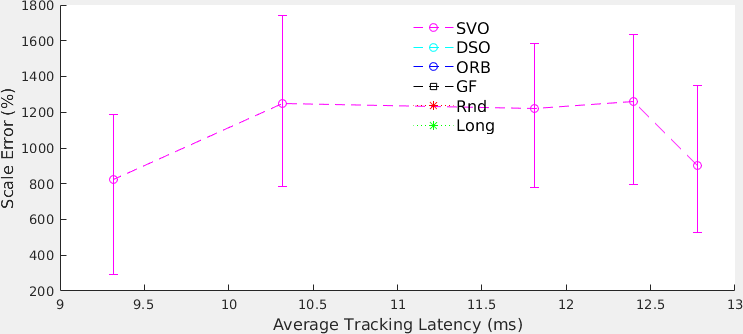 1800
1600
1400
1200
1000
800
600
400
200
Scale Error (%)
SVO
DSO
ORB
GF
Rnd
Long
9
9.5
10
10.5
11
11.5
12
12.5
13
Average Tracking Latency (ms)